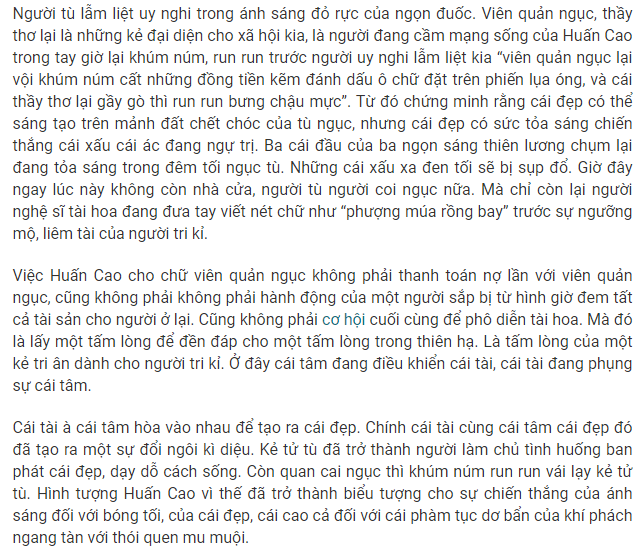 Người tù lẫm liệt uy nghi trong ánh sáng đỏ rực của ngọn đuốc. Viên quản ngục, thầy
thơ lại là những kẻ đại diện cho xã hội kia, là người đang cầm mạng sống của Huấn Cao
trong tay giờ lại khúm núm, run run trước người uy nghi lẫm liệt kia “viên quản ngục lại
vội khúm núm cất những đồng tiền kẽm đánh dấu ô chữ đặt trên phiến lụa óng, và cái
thầy thơ lại gầy gò thì run run bưng chậu mực”. Từ đó chứng minh rằng cái đẹp có thể
sáng tạo trên mảnh đất chết chóc của tù ngục, nhưng cái đẹp có sức tỏa sáng chiến
thắng cái xấu cái ác đang ngự trị. Ba cái đầu của ba ngọn sáng thiên lương chụm lại
đang tỏa sáng trong đêm tối ngục tù. Những cái xấu xa đen tối sẽ bị sụp đổ. Giờ đây
ngay lúc này không còn nhà cửa, người tù người coi ngục nữa. Mà chỉ còn lại người
nghệ sĩ tài hoa đang đưa tay viết nét chữ như “phượng múa rồng bay” trước sự ngưỡng
mộ, liêm tài của người tri kỉ.
Việc Huấn Cao cho chữ viên quản ngục không phải thanh toán nợ lần với viên quản
ngục, cũng không phải không phải hành động của một người sắp bị từ hình giờ đem tất
cả tài sản cho người ở lại. Cũng không phải cơ hội cuối cùng để phô diễn tài hoa. Mà đó
là lấy một tấm lòng để đền đáp cho một tấm lòng trong thiên hạ. Là tấm lòng của một
kẻ tri ân dành cho người tri kỉ. Ở đây cái tâm đang điều khiển cái tài, cái tài đang phụng
sự cái tâm.
Cái tài à cái tâm hòa vào nhau để tạo ra cái đẹp. Chính cái tài cùng cái tâm cái đẹp đó
đã tạo ra một sự đổi ngôi kì diệu. Kẻ tử tù đã trở thành người làm chủ tình huống ban
phát cái đẹp, dạy dỗ cách sống. Còn quan cai ngục thì khúm núm run run vái lạy kẻ tử
tù. Hình tượng Huấn Cao vì thế đã trở thành biểu tượng cho sự chiến thắng của ánh
sáng đối với bóng tối, của cái đẹp, cái cao cả đối với cái phàm tục dơ bẩn của khí phách
ngang tàn với thói quen mu muội.